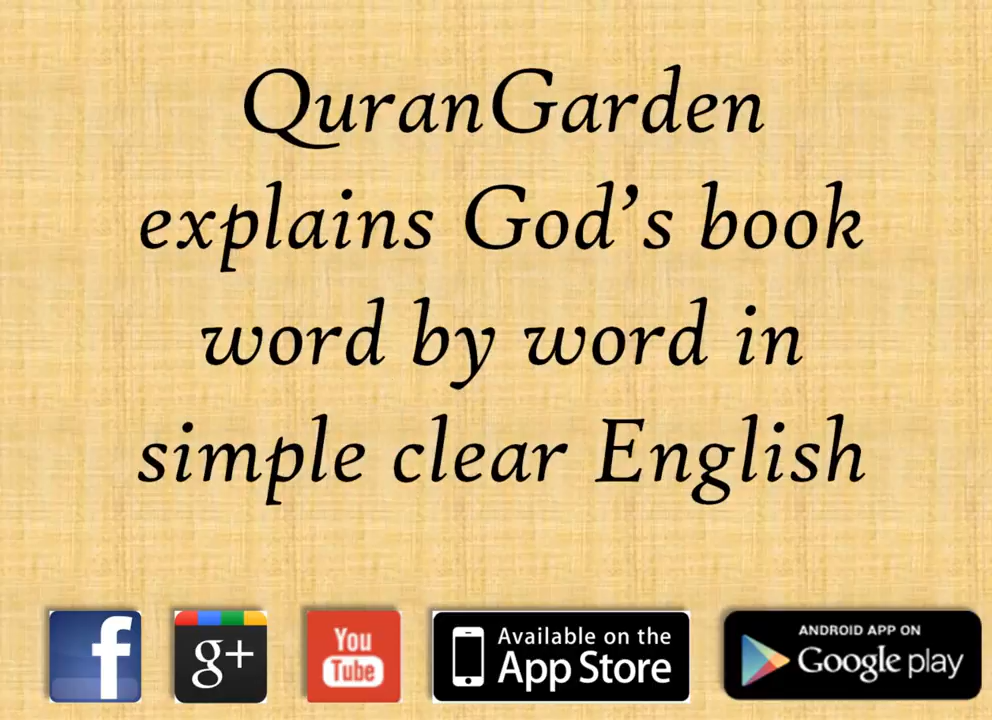 QuranGarden
explains God’s book
word by word in
simple clear English
f
g+
You
Tube
Available on the
App Store
ANDROID APP ON
Google play